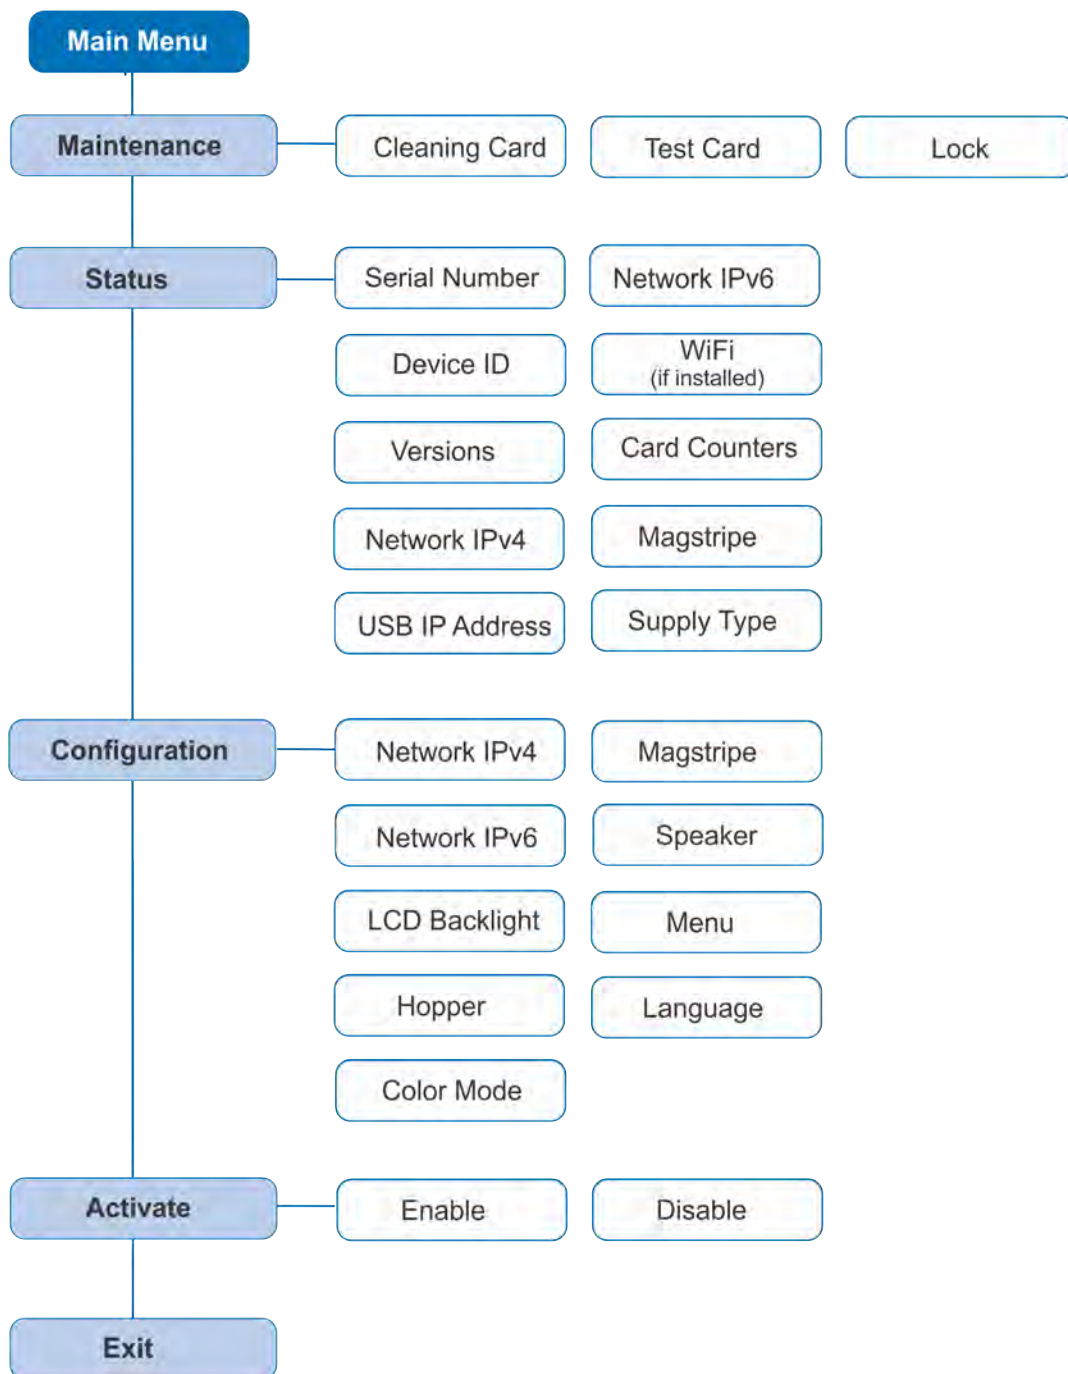 Main Menu
Maintenance
Cleaning Card
Test Card
Lock
Status
Serial Number
Network IPv6
Device ID
WiFi
(if installed)
Versions
Card Counters
Network IPv4
Magstripe
USB IP Address
Supply Type
Configuration
Network IPv4
Magstripe
Network IPv6
Speaker
LCD Backlight
Menu
Hopper
Language
Color Mode
Activate
Enable
Disable
Exit